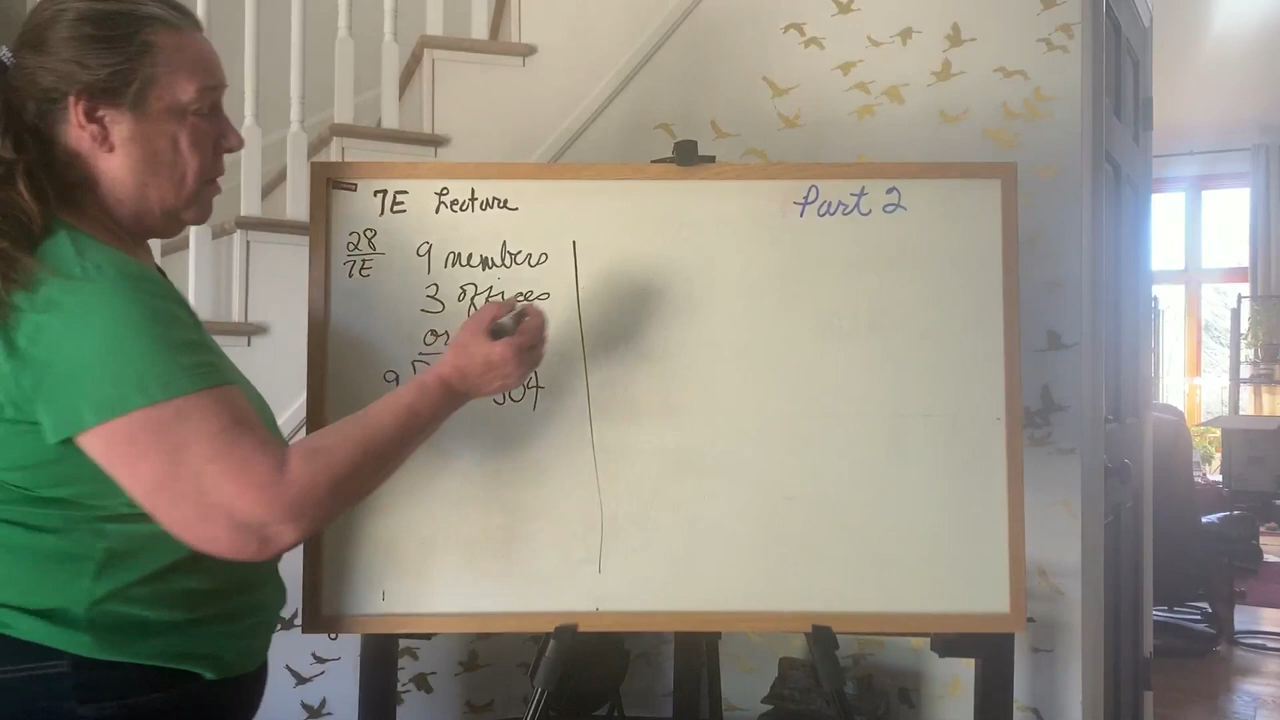 7E Lecture
Part 2
28/7E
9 members
3 offices
or
9 504